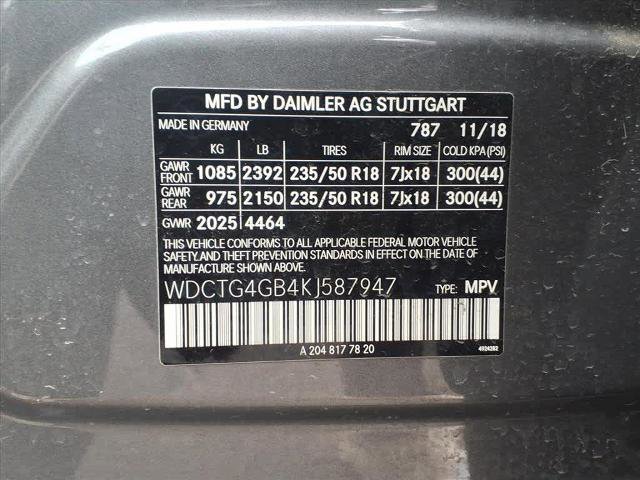 MFD BY DAIMLER AG STUTTGART
MADE IN GERMANY 787 11/18
KG LB TIRES RIM SIZE COLD KPA (PSI)
GAWR FRONT 1085 2392 235/50 R18 7Jx18 300(44)
GAWR REAR 975 2150 235/50 R18 7Jx18 300(44)
GVWR 2025 4464
THIS VEHICLE CONFORMS TO ALL APPLICABLE FEDERAL MOTOR VEHICLE
SAFETY.AND THEFT PREVENTION STANDARDS IN EFFECT ON THE DATE
OF MANUFACTURE SHOWN ABOVE.
WDCTG4GB4KJ587947 TYPE: MPV
A 204 817 78 20 4924282